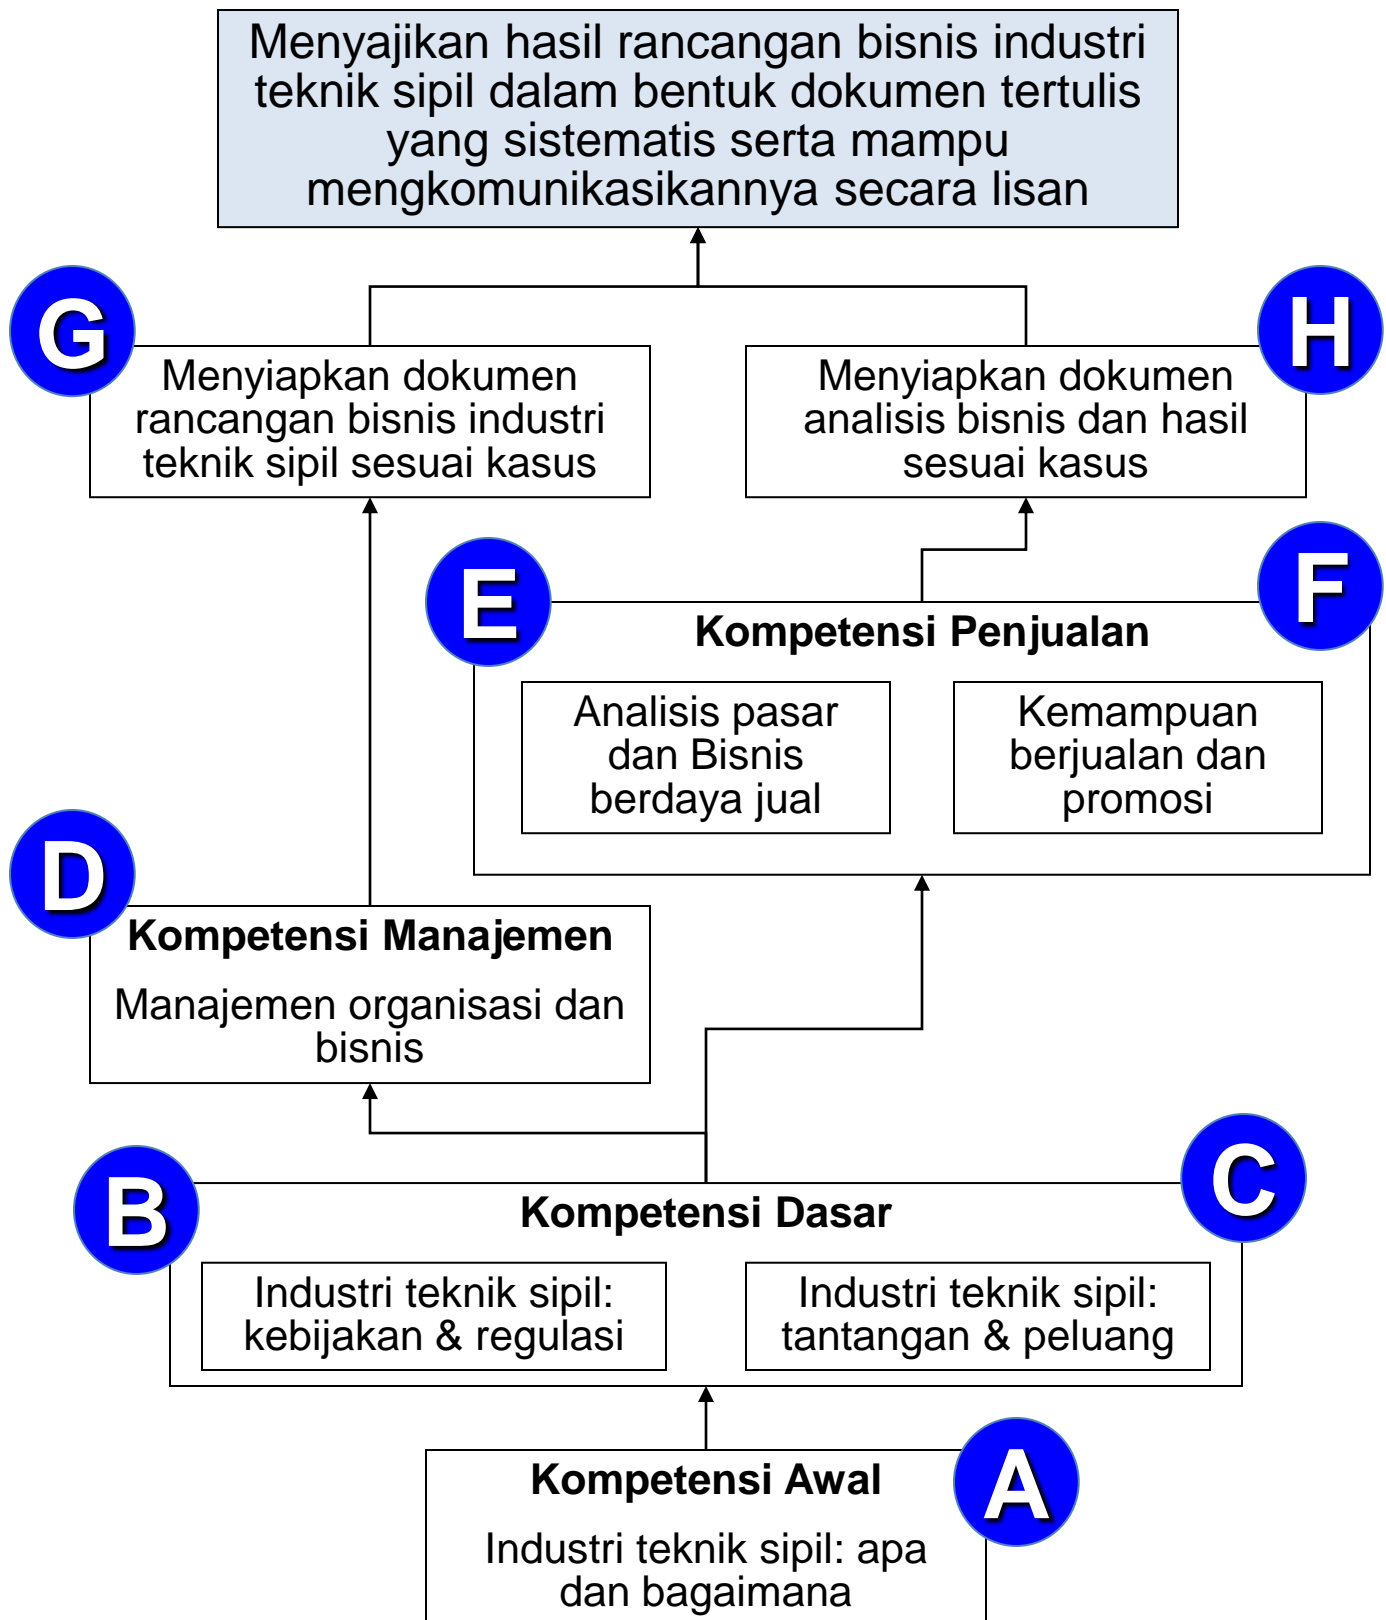 Menyajikan hasil rancangan bisnis industri
teknik sipil dalam bentuk dokumen tertulis
yang sistematis serta mampu
mengkomunikasikannya secara lisan
G
Menyiapkan dokumen
rancangan bisnis industri
teknik sipil sesuai kasus
H
Menyiapkan dokumen
analisis bisnis dan hasil
sesuai kasus
E
F
Kompetensi Penjualan
Analisis pasar
dan Bisnis
berdaya jual
Kemampuan
berjualan dan
promosi
D
Kompetensi Manajemen
Manajemen organisasi dan
bisnis
B
C
Kompetensi Dasar
Industri teknik sipil:
kebijakan & regulasi
Industri teknik sipil:
tantangan & peluang
A
Kompetensi Awal
Industri teknik sipil: apa
dan bagaimana